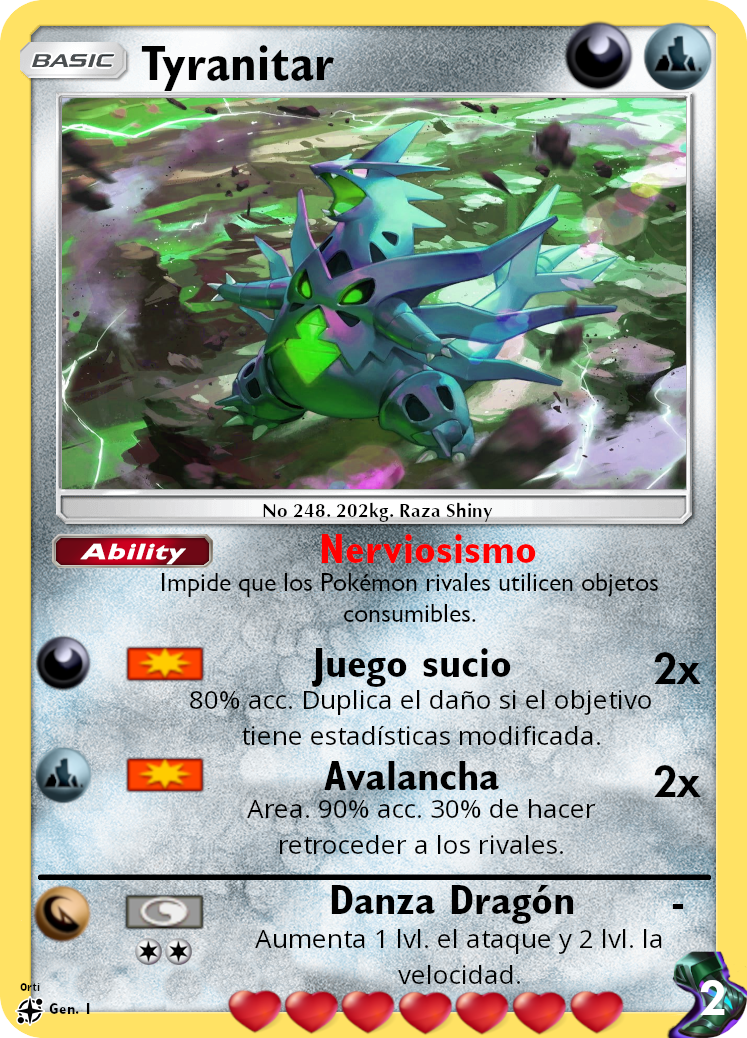 BASIC Tyranitar
No 248. 202kg. Raza Shiny
Ability Nerviosismo
Impide que los Pokémon rivales utilicen objetos
consumibles.
Juego sucio 2x
80% acc. Duplica el daño si el objetivo
tiene estadísticas modificada.
Avalancha 2x
Area. 90% acc. 30% de hacer
retroceder a los rivales.
Danza Dragón -
Aumenta 1 lvl. el ataque y 2 lvl. la
velocidad.
Orti
Gen. I
2